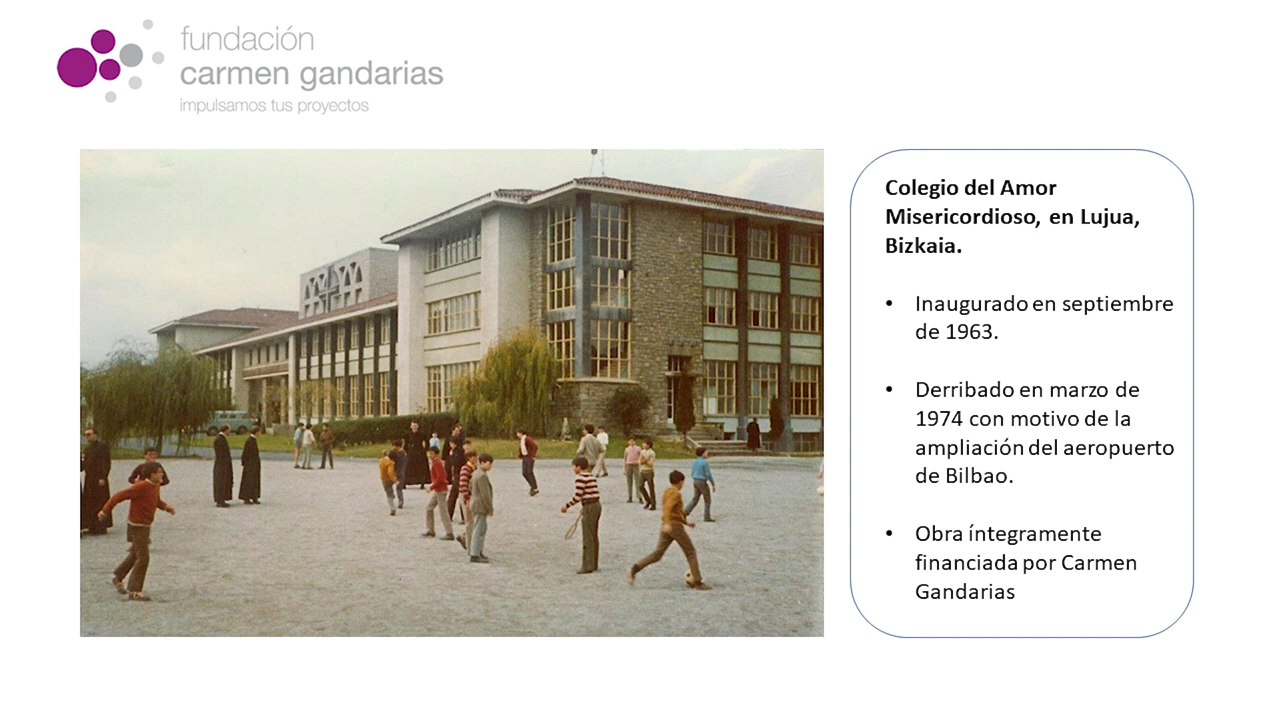 fundación
carmen gandarias
impulsamos tus proyectos
Colegio del Amor
Misericordioso, en Lujua,
Bizkaia.
• Inaugurado en septiembre
de 1963.
• Derribado en marzo de
1974 con motivo de la
ampliación del aeropuerto
de Bilbao.
• Obra íntegramente
financiada por Carmen
Gandarias